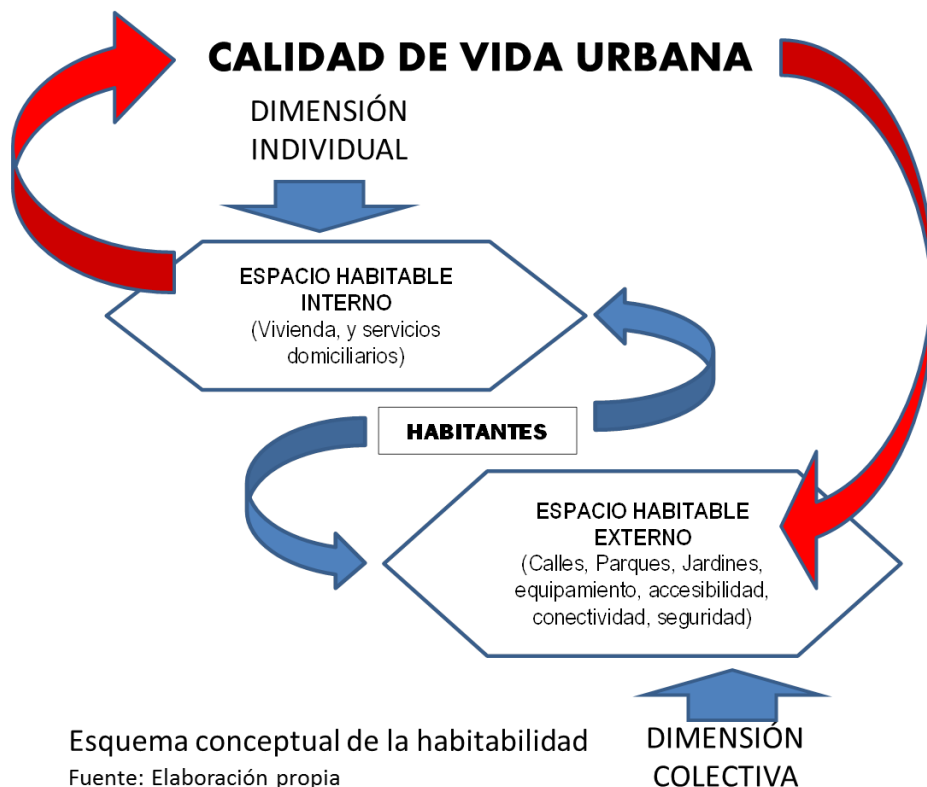 CALIDAD DE VIDA URBANA
DIMENSIÓN
INDIVIDUAL
ESPACIO HABITABLE
INTERNO
(Vivienda, y servicios
domiciliarios)
HABITANTES
ESPACIO HABITABLE
EXTERNO
(Calles, Parques, Jardines,
equipamiento, accesibilidad,
conectividad, seguridad)
Esquema conceptual de la habitabilidad
Fuente: Elaboración propia
DIMENSIÓN
COLECTIVA